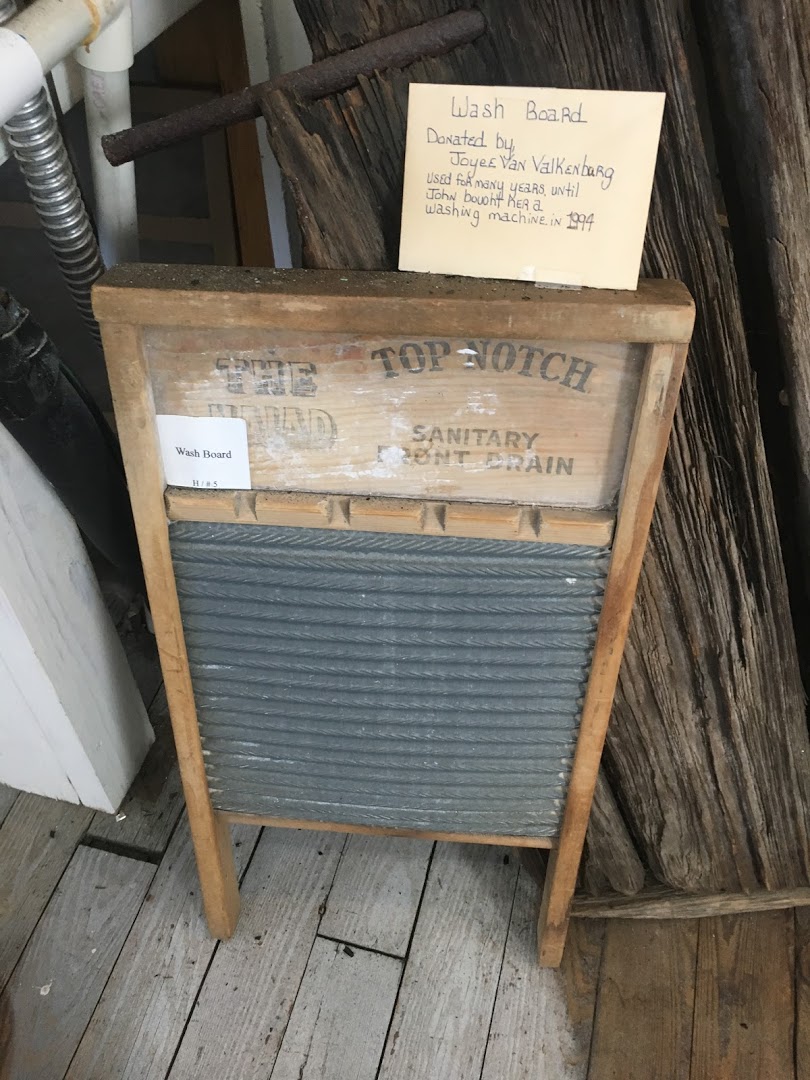 Wash Board
Donated by,
Joyce Van Valkenburg
used for many years, until
John bought her a
washing machine in 1994
THE
TOP NOTCH
SANITARY
FRONT DRAIN
Wash Board
H / # 5